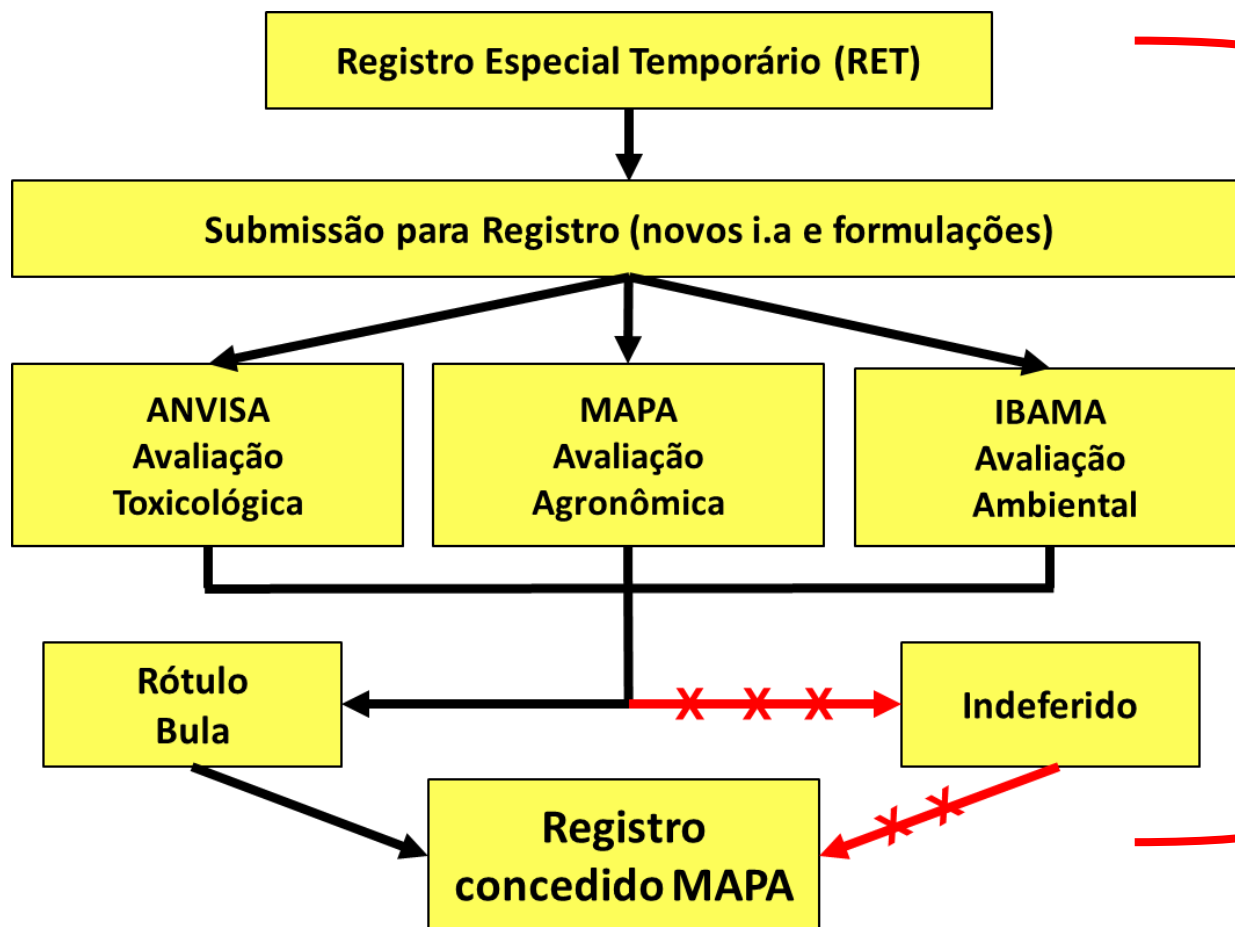 Registro Especial Temporário (RET)
Submissão para Registro (novos i.a e formulações)
ANVISA
Avaliação
Toxicológica
MAPA
Avaliação
Agronômica
IBAMA
Avaliação
Ambiental
Rótulo
Bula
X X X
Indeferido
X X
Registro
concedido MAPA